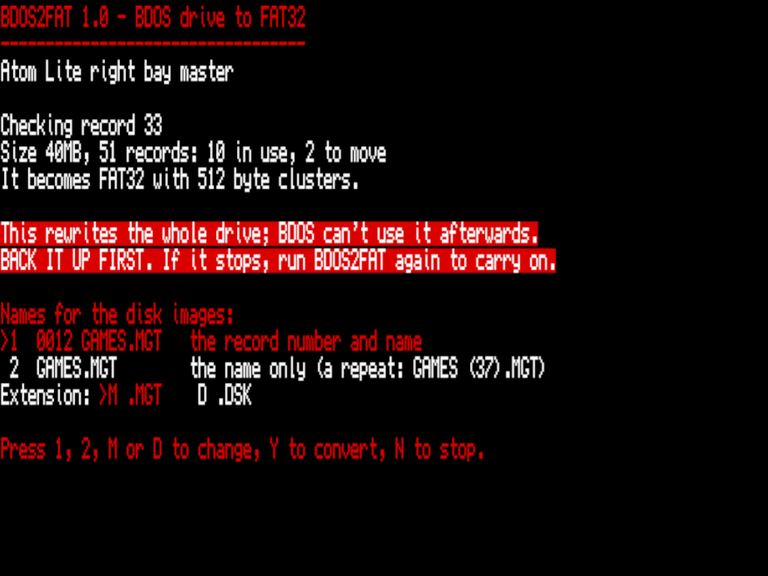 BDOS2FAT 1.0 - BDOS drive to FAT32
----------------------------------
Atom Lite right bay master
Checking record 33
Size 40MB, 51 records: 10 in use, 2 to move
It becomes FAT32 with 512 byte clusters.
This rewrites the whole drive; BDOS can't use it afterwards.
BACK IT UP FIRST. If it stops, run BDOS2FAT again to carry on.
Names for the disk images:
>1  0012 GAMES.MGT   the record number and name
 2  GAMES.MGT        the name only (a repeat: GAMES (37).MGT)
Extension: >M .MGT    D .DSK
Press 1, 2, M or D to change, Y to convert, N to stop.